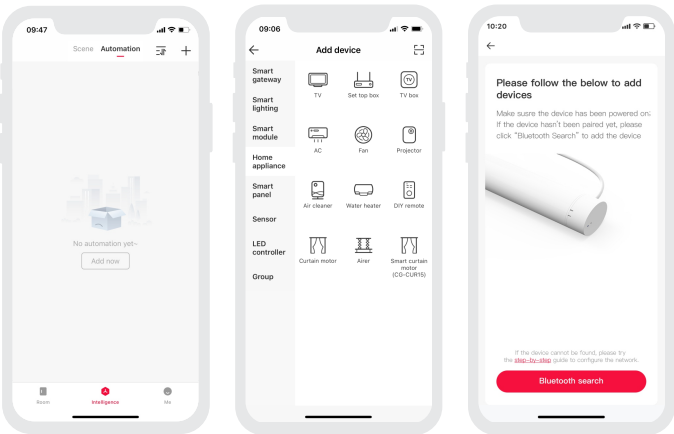 09:47
Scene Automation
No automation yet~
Add now
Room
Intelligence
Me
09:06
Add device
Smart
gateway
Smart
lighting
Smart
module
Home
appliance
Smart
panel
Sensor
LED
controller
Group
TV
Set top box
TV box
AC
Fan
Projector
Air cleaner
Water heater
DIY remote
Curtain motor
Airer
Smart curtain
motor
(CG-CUR15)
10:20
Please follow the below to add
devices
Make susre the device has been powered on;
If the device hasn't been paired yet, please
click "Bluetooth Search" to add the device
If the device cannot be found, please try
the step-by-step guide to configure the network.
Bluetooth search